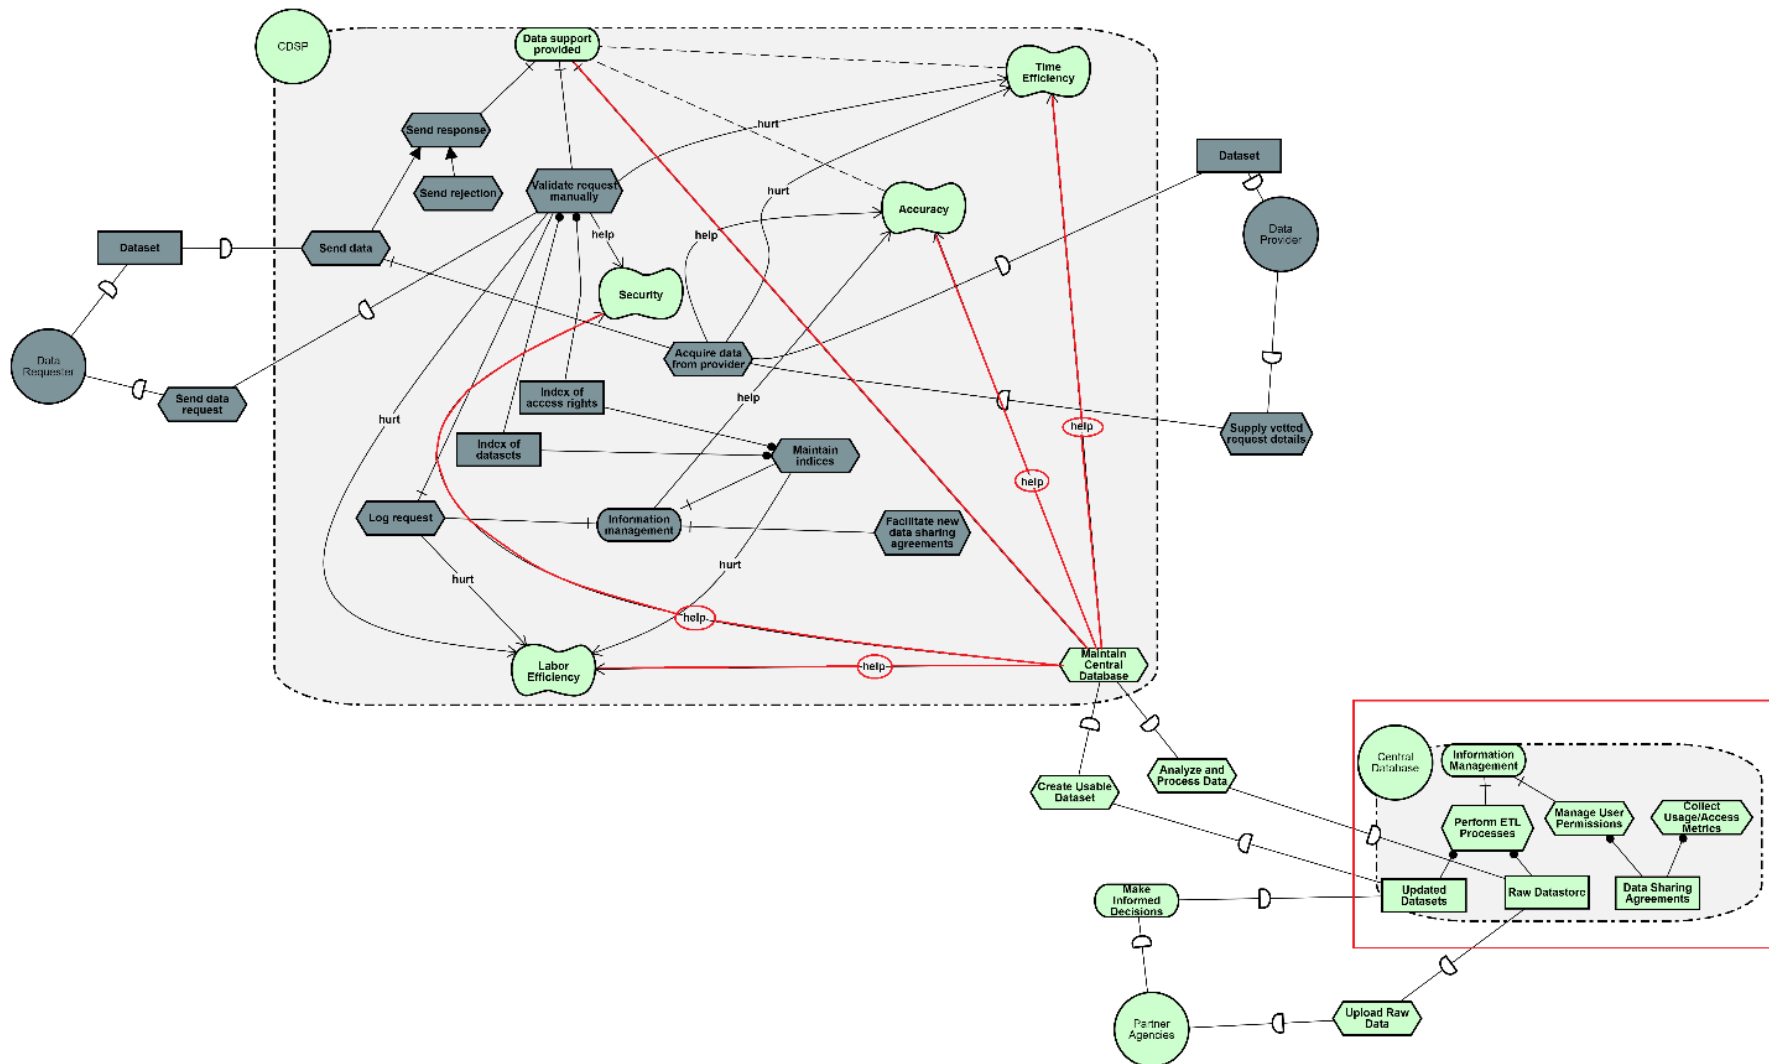 CDSP
Data support
provided
Time
Efficiency
Send response
hurt
Dataset
Send rejection
Validate request
manually
hurt
Accuracy
Data
Provider
help
help
Dataset
Send data
Security
Data
Requester
Acquire data
from provider
Send data
request
Index of
access rights
help
hurt
help
Supply vetted
request details
Index of
datasets
Maintain
indices
help
Log request
Information
management
Facilitate new
data sharing
agreements
hurt
hurt
help
Labor
Efficiency
help
Maintain
Central
Database
Central
Database
Information
Management
Analyze and
Process Data
Create Usable
Dataset
Perform ETL
Processes
Manage User
Permissions
Collect
Usage/Access
Metrics
Make
Informed
Decisions
Updated
Datasets
Raw Datastore
Data Sharing
Agreements
Partner
Agencies
Upload Raw
Data